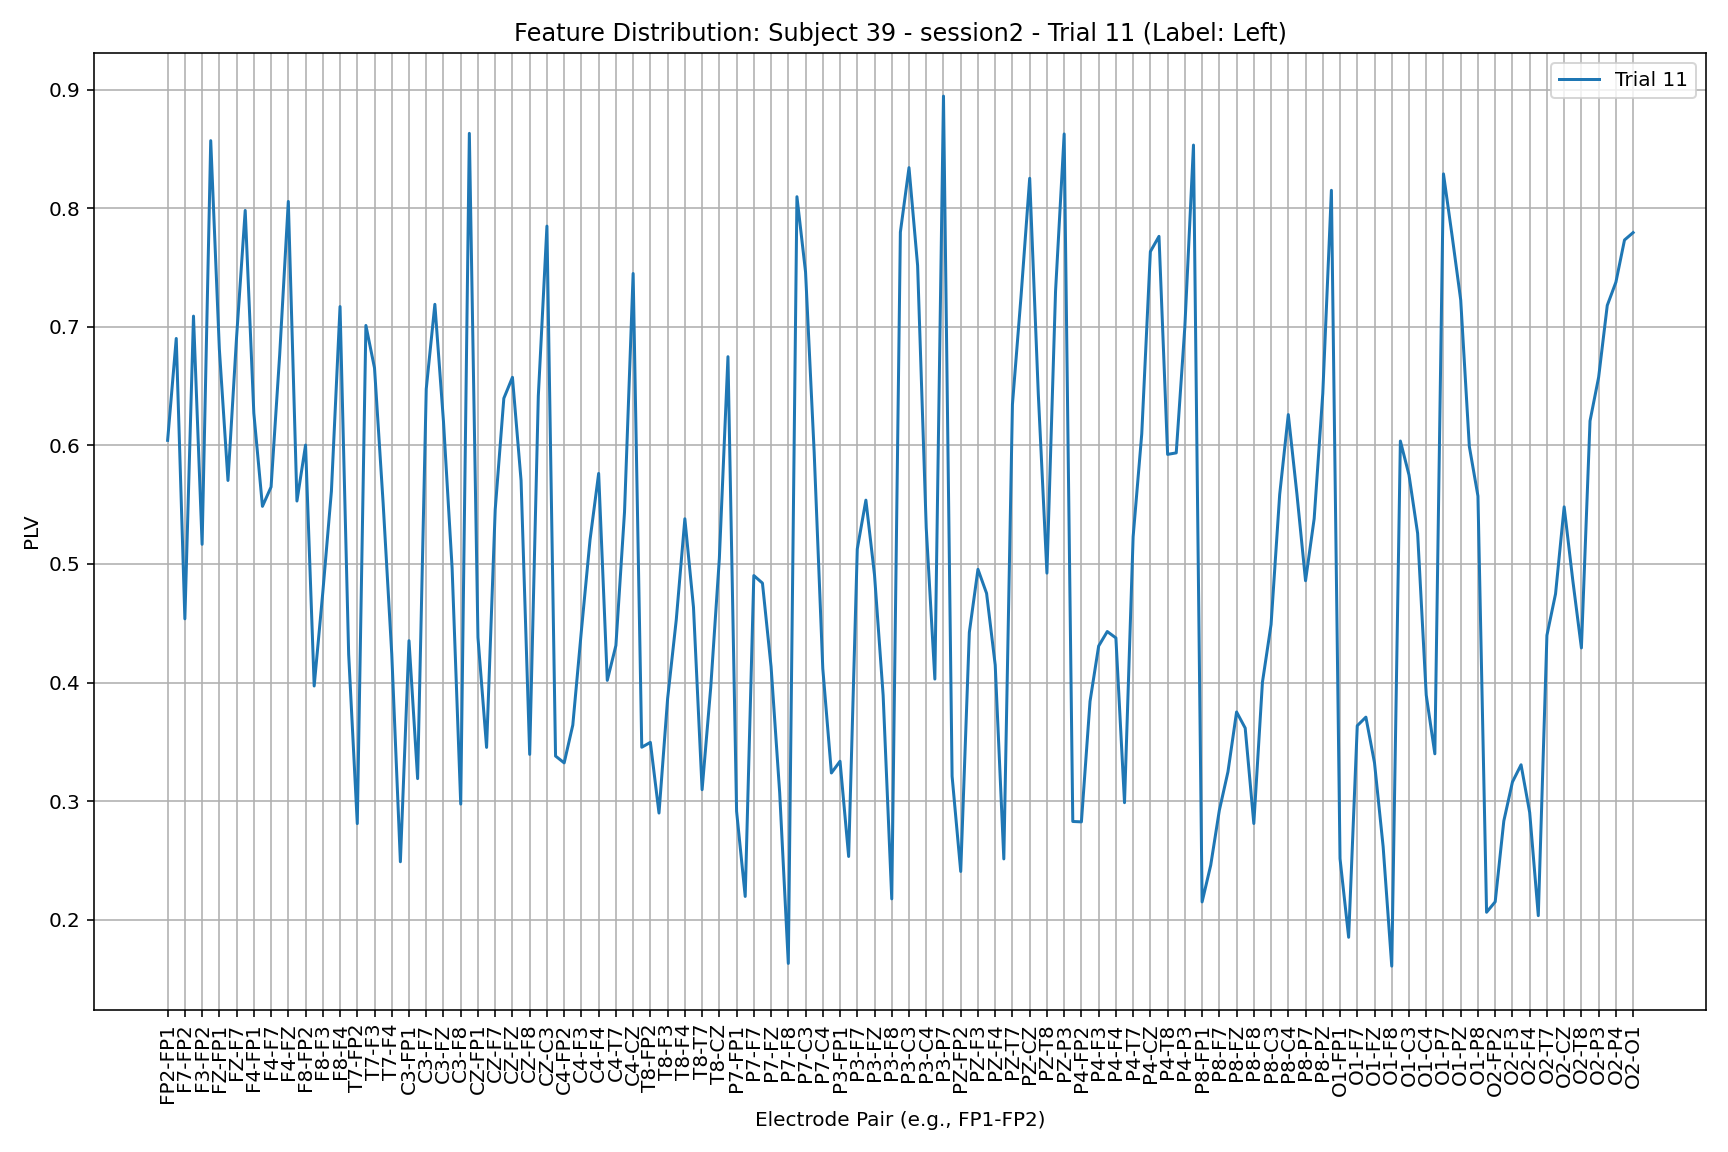 Feature Distribution: Subject 39 - session2 - Trial 11 (Label: Left)
Trial 11
0.9
0.8
0.7
0.6
0.5
0.4
0.3
0.2
PLV
FP2-FP1
F7-FP2
F3-FP2
FZ-FP1
FZ-F7
F4-FP1
F4-F7
F4-FZ
F8-FP2
F8-F3
F8-F4
T7-FP2
T7-F3
T7-F4
C3-FP1
C3-F7
C3-FZ
C3-F8
CZ-FP1
CZ-F7
CZ-FZ
CZ-F8
CZ-C3
C4-FP2
C4-F3
C4-F4
C4-T7
C4-CZ
T8-FP2
T8-F3
T8-F4
T8-T7
T8-CZ
P7-FP1
P7-F7
P7-FZ
P7-F8
P7-C3
P7-C4
P3-FP1
P3-F7
P3-FZ
P3-F8
P3-C3
P3-C4
P3-P7
PZ-FP2
PZ-F3
PZ-F4
PZ-T7
PZ-CZ
PZ-T8
PZ-P3
P4-FP2
P4-F3
P4-F4
P4-T7
P4-CZ
P4-T8
P4-P3
P8-FP1
P8-F7
P8-FZ
P8-F8
P8-C3
P8-C4
P8-P7
P8-PZ
O1-FP1
O1-F7
O1-FZ
O1-F8
O1-C3
O1-C4
O1-P7
O1-PZ
O1-P8
O2-FP2
O2-F3
O2-F4
O2-T7
O2-CZ
O2-T8
O2-P3
O2-P4
O2-O1
Electrode Pair (e.g., FP1-FP2)